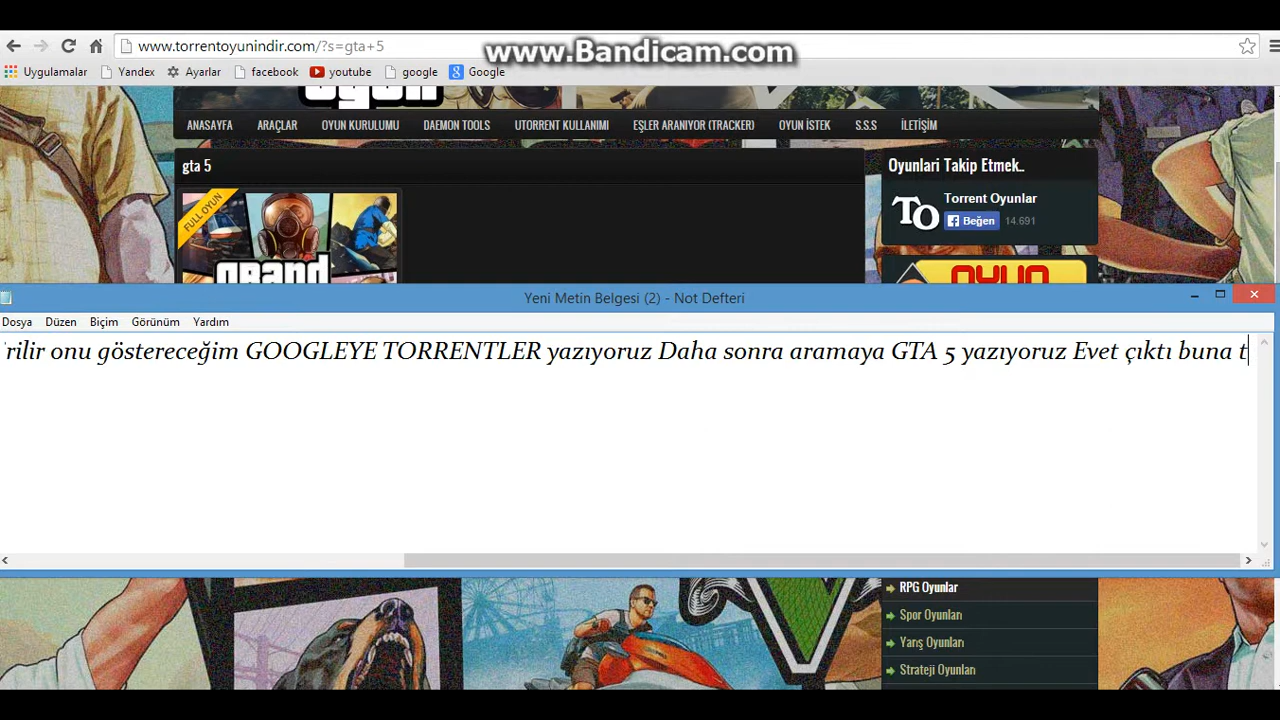 www.torrentoyunindir.com/?s=gta+5
www.Bandicam.com
Uygulamalar Yandex Ayarlar facebook youtube google Google
oyun
ANASAYFA ARAÇLAR OYUN KURULUMU DAEMON TOOLS UTORRENT KULLANIMI EŞLER ARANIYOR (TRACKER) OYUN İSTEK S.S.S İLETİŞİM
gta 5
Oyunlari Takip Etmek..
FULL OYUN
TO
Torrent Oyunlar
Beğen 14.691
GRAND
OYUN
Yeni Metin Belgesi (2) - Not Defteri
Dosya Düzen Biçim Görünüm Yardım
rilir onu göstereceğim GOOGLEYE TORRENTLER yazıyoruz Daha sonra aramaya GTA 5 yazıyoruz Evet çıktı buna t
RPG Oyunlar
Spor Oyunları
Yarış Oyunları
Strateji Oyunları